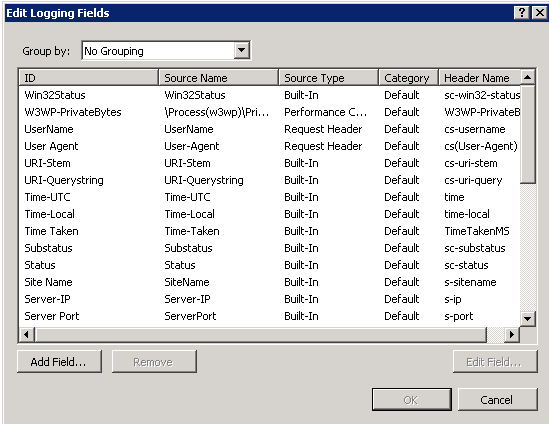 Edit Logging Fields
Group by: No Grouping
ID Source Name Source Type Category Header Name
Win32Status Win32Status Built-In Default sc-win32-status
W3WP-PrivateBytes \Process(w3wp)\Pri... Performance C... Default W3WP-PrivateB
UserName UserName Request Header Default cs-username
User Agent User-Agent Request Header Default cs(User-Agent)
URI-Stem URI-Stem Built-In Default cs-uri-stem
URI-Querystring URI-Querystring Built-In Default cs-uri-query
Time-UTC Time-UTC Built-In Default time
Time-Local Time-Local Built-In Default time-local
Time Taken Time-Taken Built-In Default TimeTakenMS
Substatus Substatus Built-In Default sc-substatus
Status Status Built-In Default sc-status
Site Name SiteName Built-In Default s-sitename
Server-IP Server-IP Built-In Default s-ip
Server Port ServerPort Built-In Default s-port
Add Field... Remove Edit Field...
OK Cancel